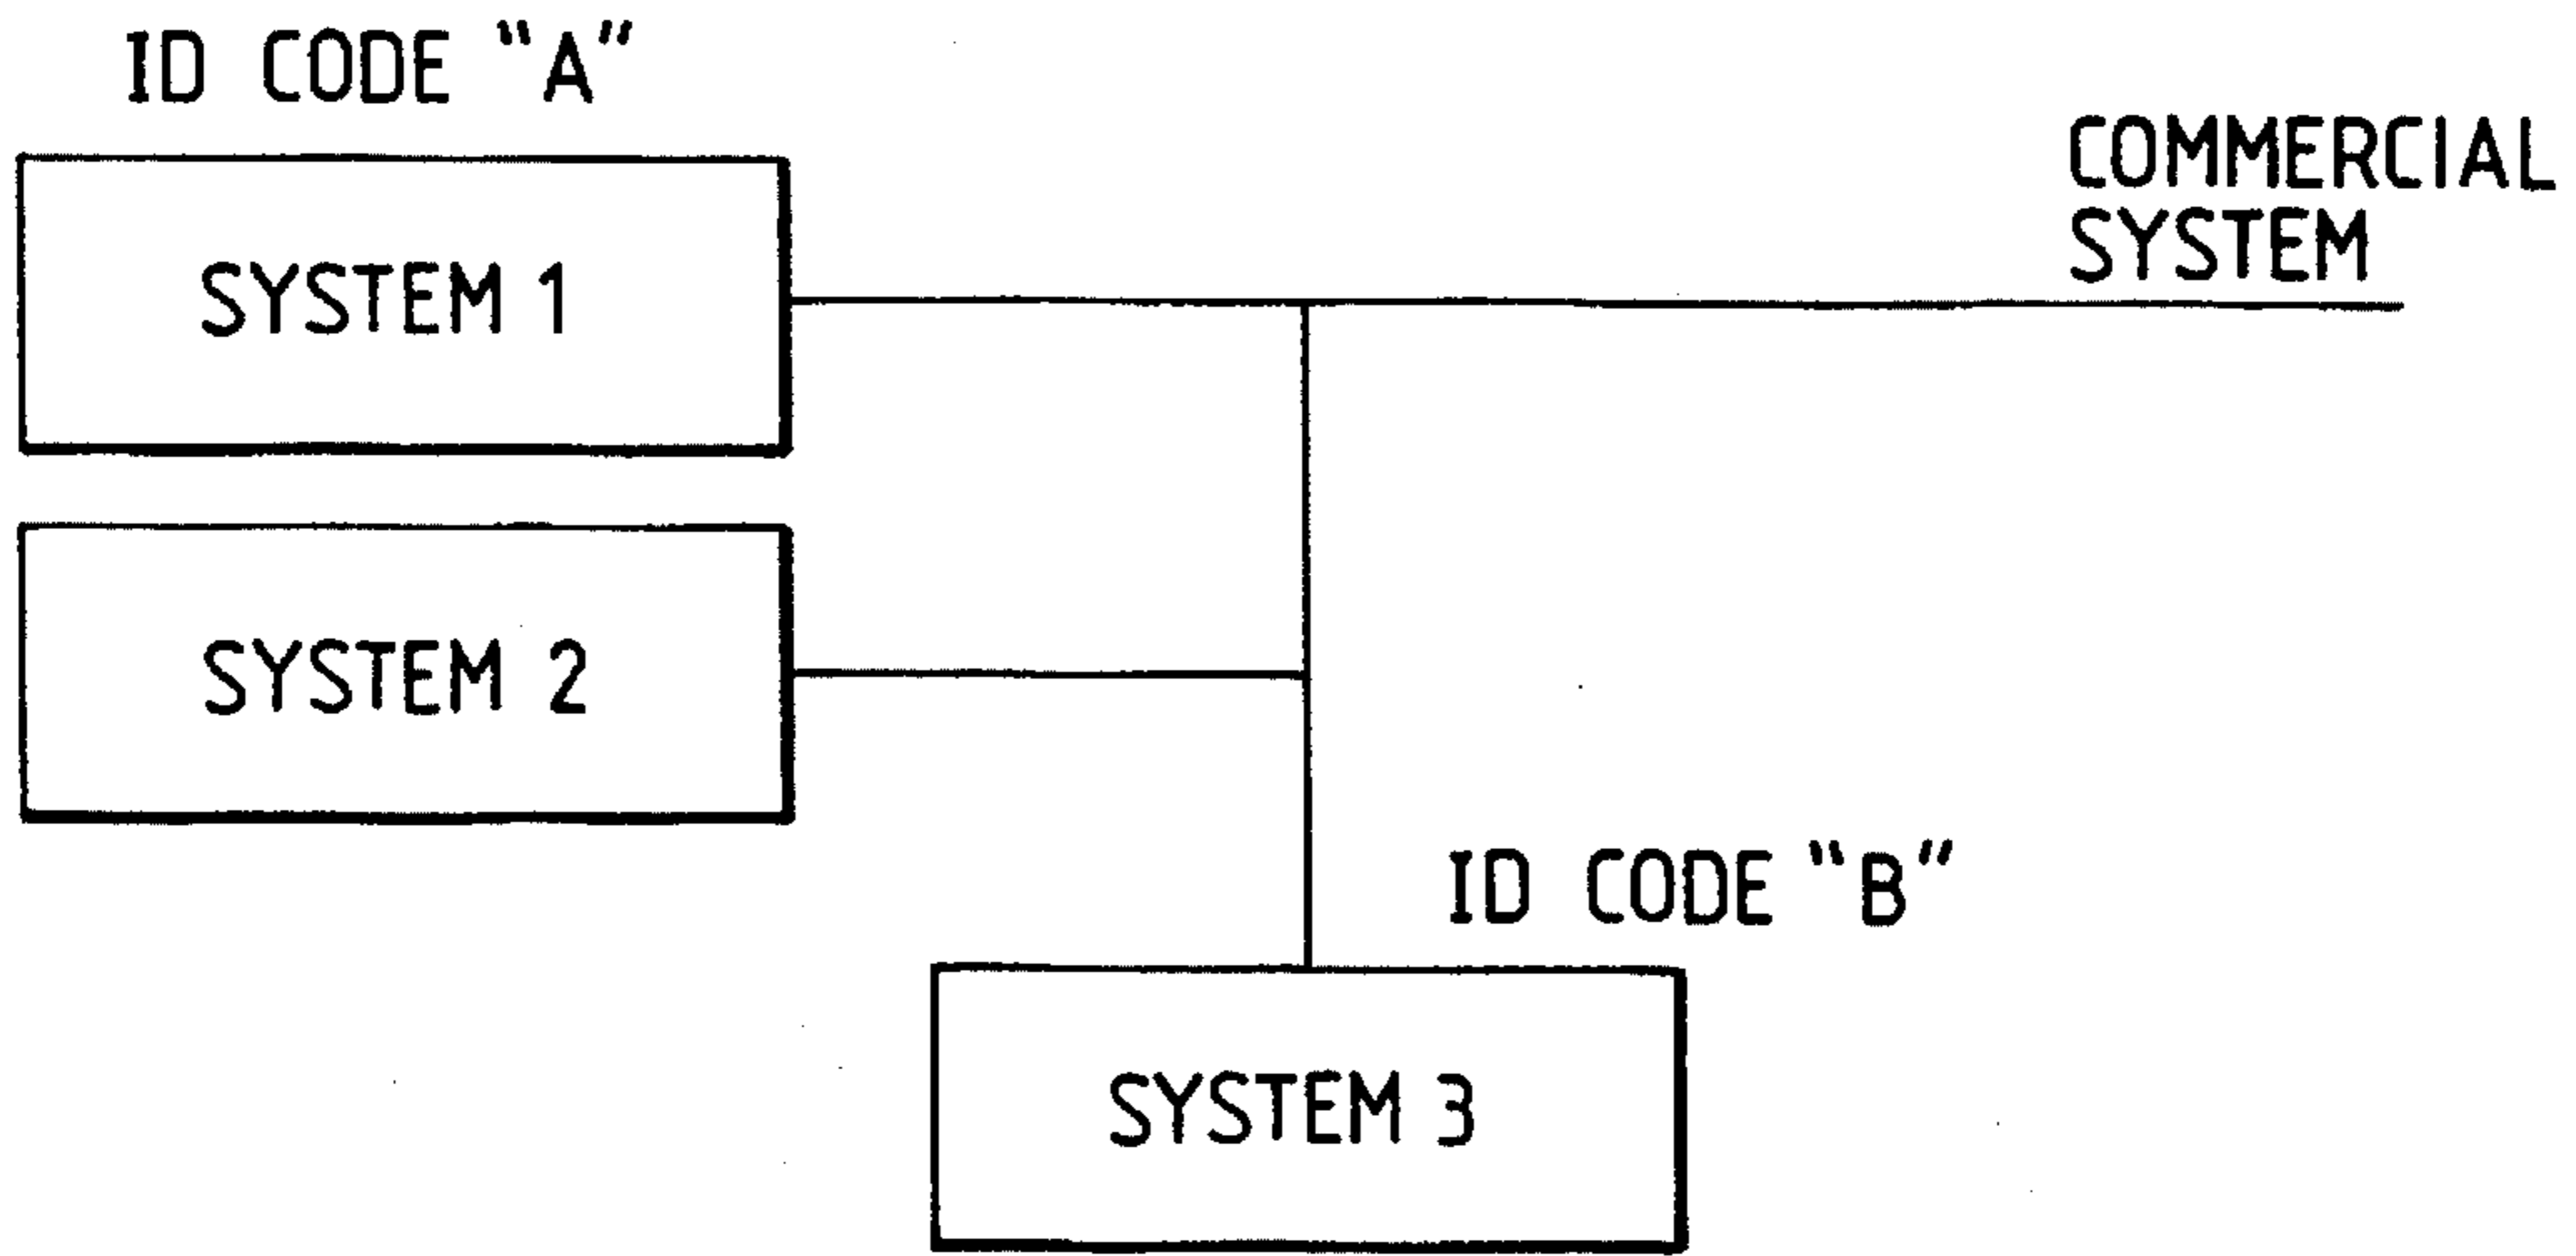 ID CODE "A"
COMMERCIAL
SYSTEM
SYSTEM 1
SYSTEM 2
ID CODE "B"
SYSTEM 3